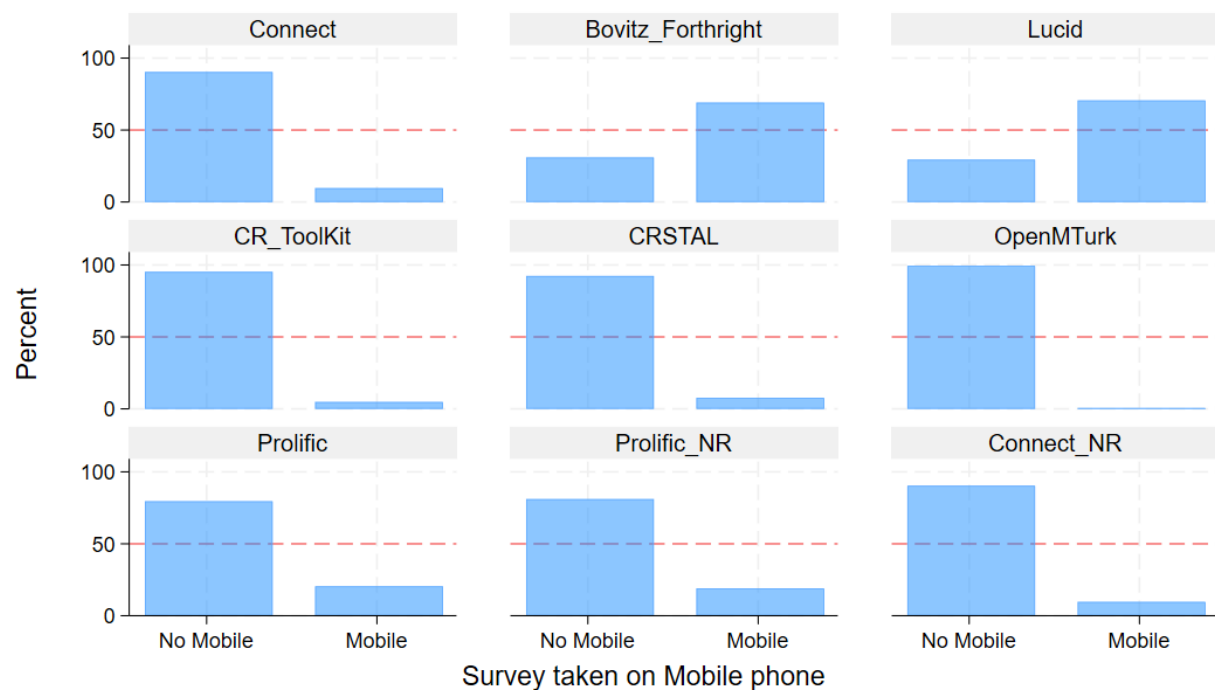 Connect
Bovitz_Forthright
Lucid
100
50
0
CR_ToolKit
CRSTAL
OpenMTurk
100
50
0
Percent
Prolific
Prolific_NR
Connect_NR
100
50
0
No Mobile Mobile No Mobile Mobile No Mobile Mobile
Survey taken on Mobile phone